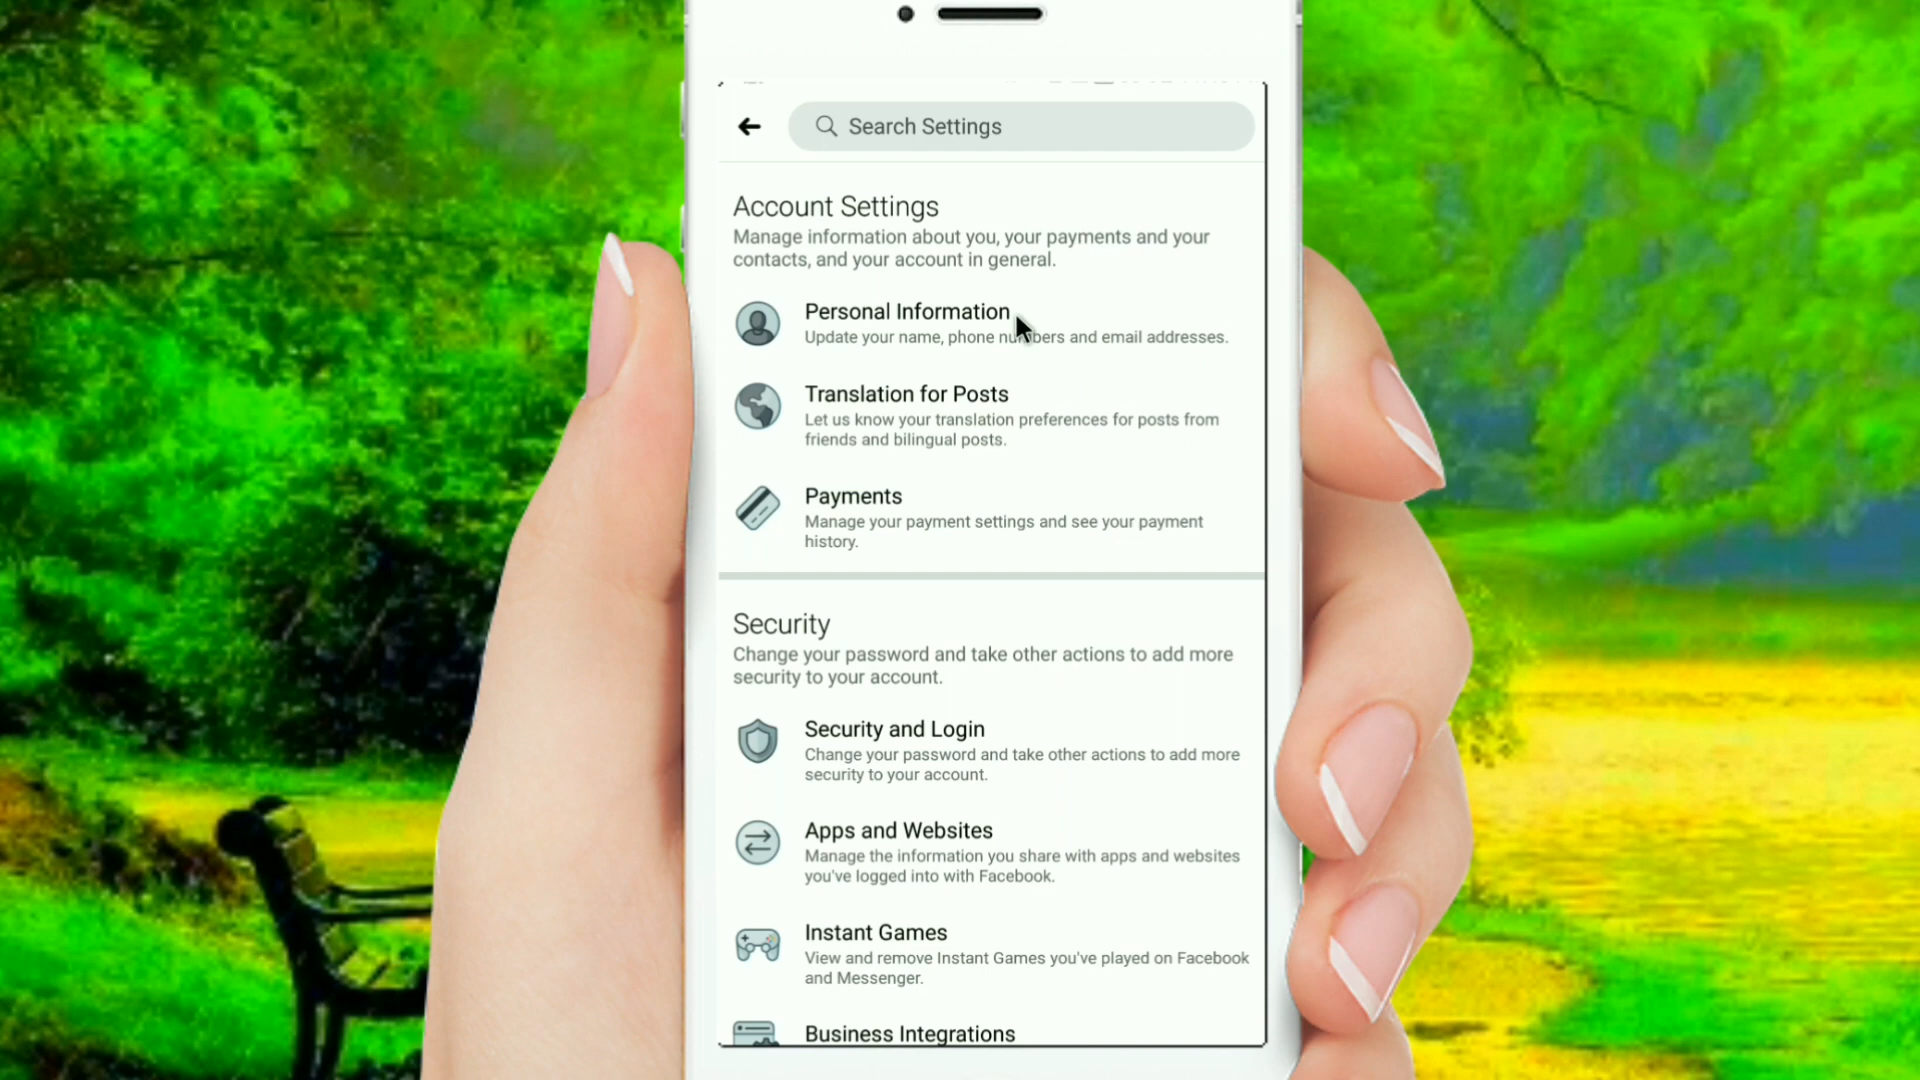 Search Settings
Account Settings
Manage information about you, your payments and your
contacts, and your account in general.
Personal Information
Update your name, phone numbers and email addresses.
Translation for Posts
Let us know your translation preferences for posts from
friends and bilingual posts.
Payments
Manage your payment settings and see your payment
history.
Security
Change your password and take other actions to add more
security to your account.
Security and Login
Change your password and take other actions to add more
security to your account.
Apps and Websites
Manage the information you share with apps and websites
you've logged into with Facebook.
Instant Games
View and remove Instant Games you've played on Facebook
and Messenger.
Business Integrations